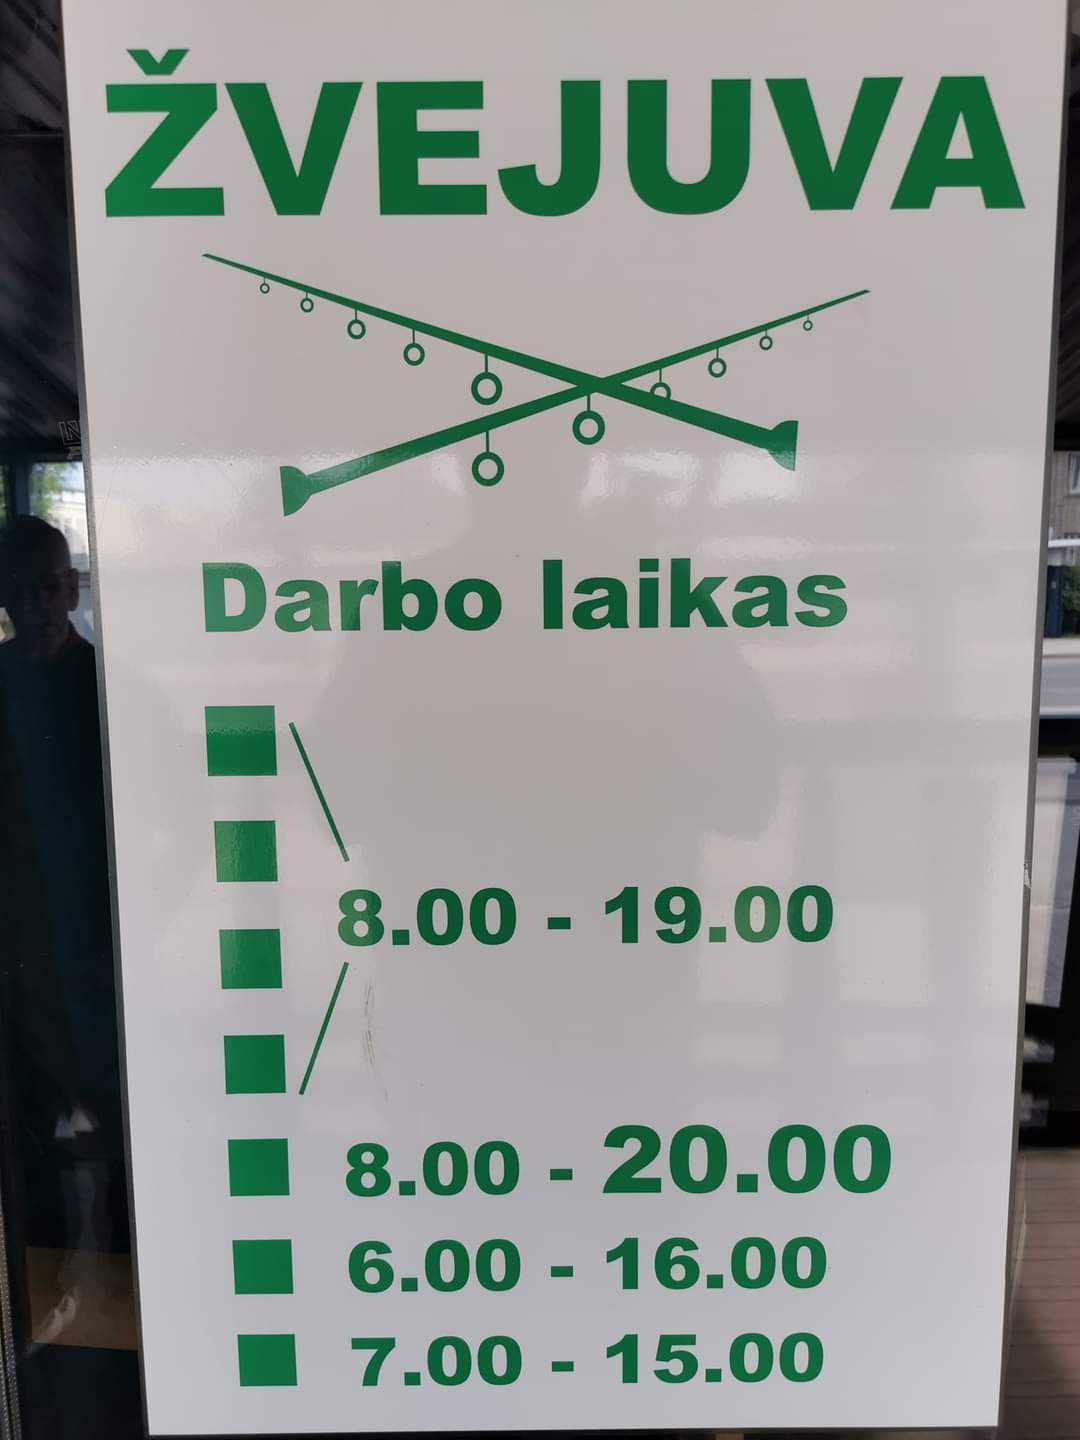 ŽVEJUVA
Darbo laikas
8.00 - 19.00
8.00 - 20.00
6.00 - 16.00
7.00 - 15.00